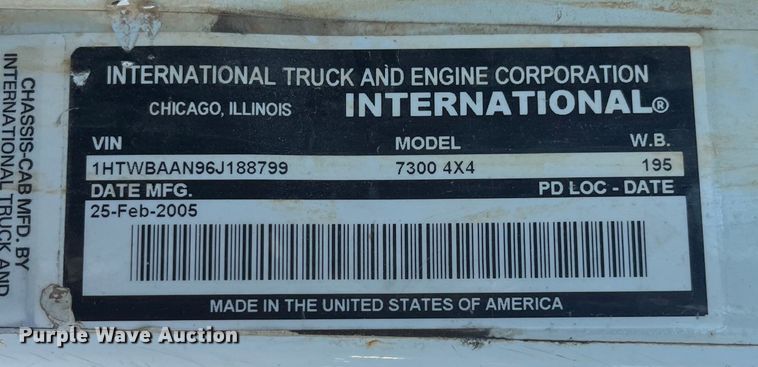 CHASSIS-CAB MFD. BY
INTERNATIONAL TRUCK AND
INTERNATIONAL TRUCK AND ENGINE CORPORATION
CHICAGO, ILLINOIS INTERNATIONAL®
VIN MODEL W.B.
1HTWBAAN96J188799 7300 4X4 195
DATE MFG. PD LOC - DATE
25-Feb-2005
MADE IN THE UNITED STATES OF AMERICA
Purple Wave Auction